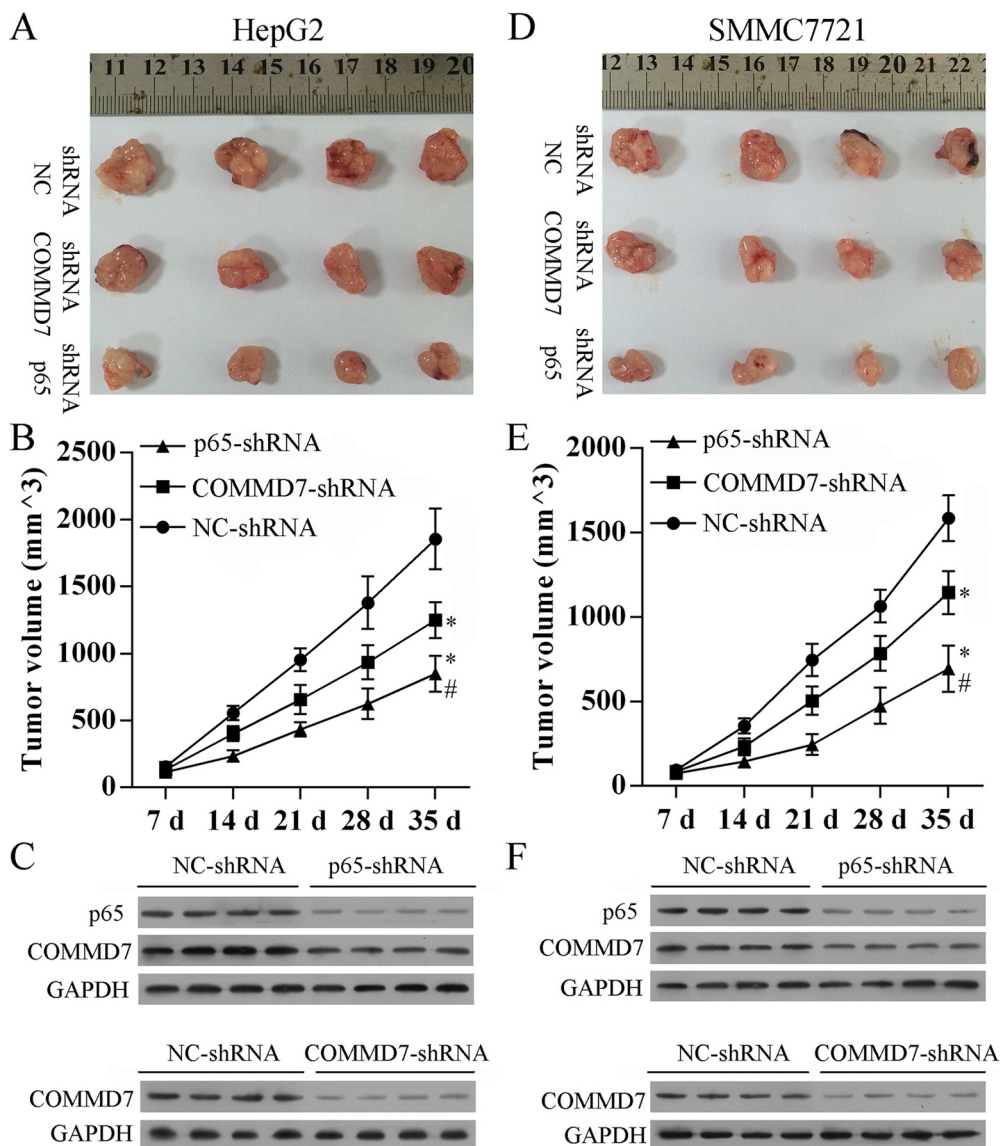 A
HepG2
11 12 13 14 15 16 17 18 19 20
shRNA
NC
shRNA
COMMD7
shRNA
p65
D
SMMC7721
12 13 14 15 16 17 18 19 20 21 22
shRNA
NC
shRNA
COMMD7
shRNA
p65
B
p65-shRNA
COMMD7-shRNA
NC-shRNA
Tumor volume (mm^3)
2500
2000
1500
1000
500
0
*
*
#
7 d 14 d 21 d 28 d 35 d
E
p65-shRNA
COMMD7-shRNA
NC-shRNA
Tumor volume (mm^3)
2000
1500
1000
500
0
*
*
#
7 d 14 d 21 d 28 d 35 d
C
NC-shRNA p65-shRNA
p65
COMMD7
GAPDH
NC-shRNA COMMD7-shRNA
COMMD7
GAPDH
F
NC-shRNA p65-shRNA
p65
COMMD7
GAPDH
NC-shRNA COMMD7-shRNA
COMMD7
GAPDH